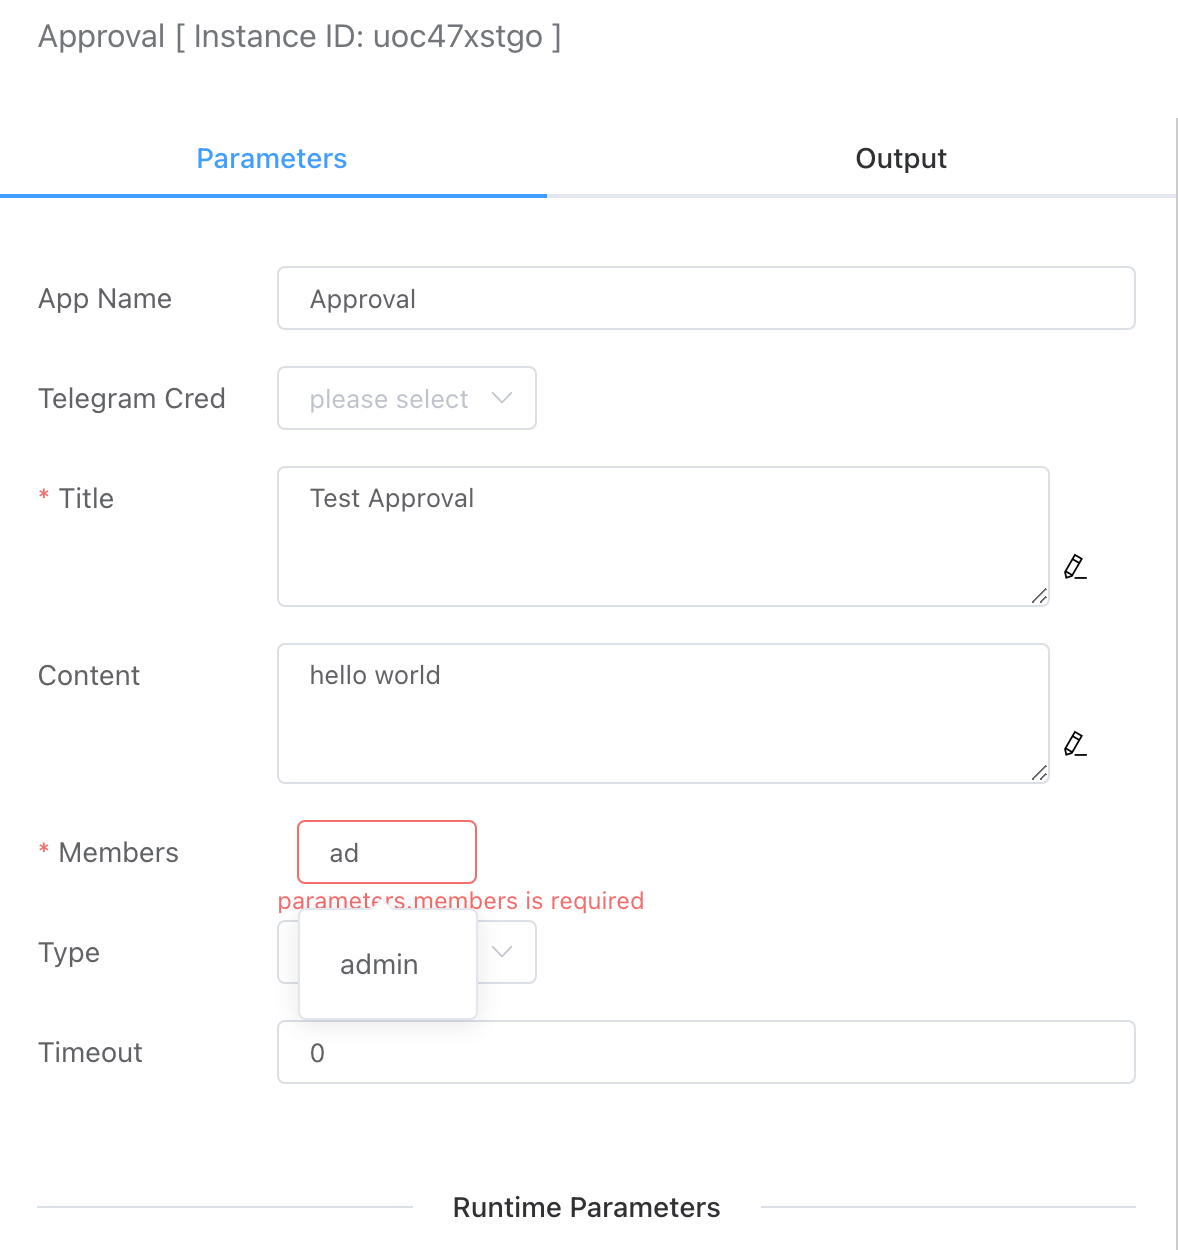 Approval [ Instance ID: uoc47xstgo ]
Parameters
Output
App Name
Approval
Telegram Cred
please select
* Title
Test Approval
Content
hello world
* Members
ad
parameters.members is required
Type
admin
Timeout
0
Runtime Parameters